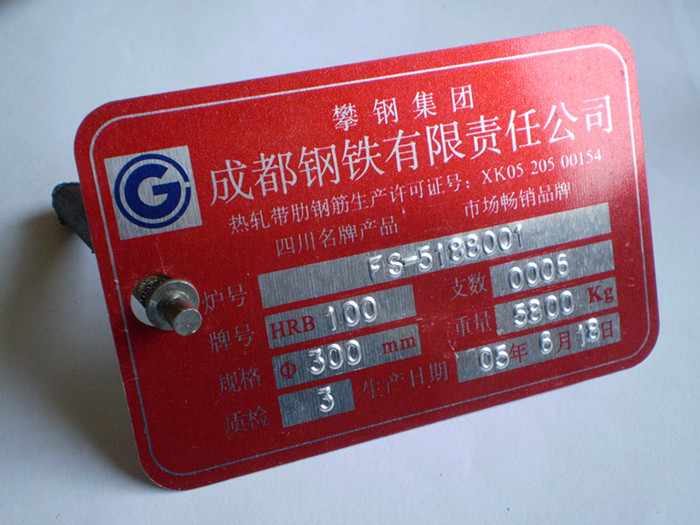 攀钢集团
成都钢铁有限责任公司
热轧带肋钢筋生产许可证号：XK05-205-00154
四川名牌产品 市场畅销品牌
炉号 FS-5188001
牌号 HRB 100 支数 0006
规格 Φ 300 mm 重量 5800 Kg
质检 3 生产日期 05年 6月 18日